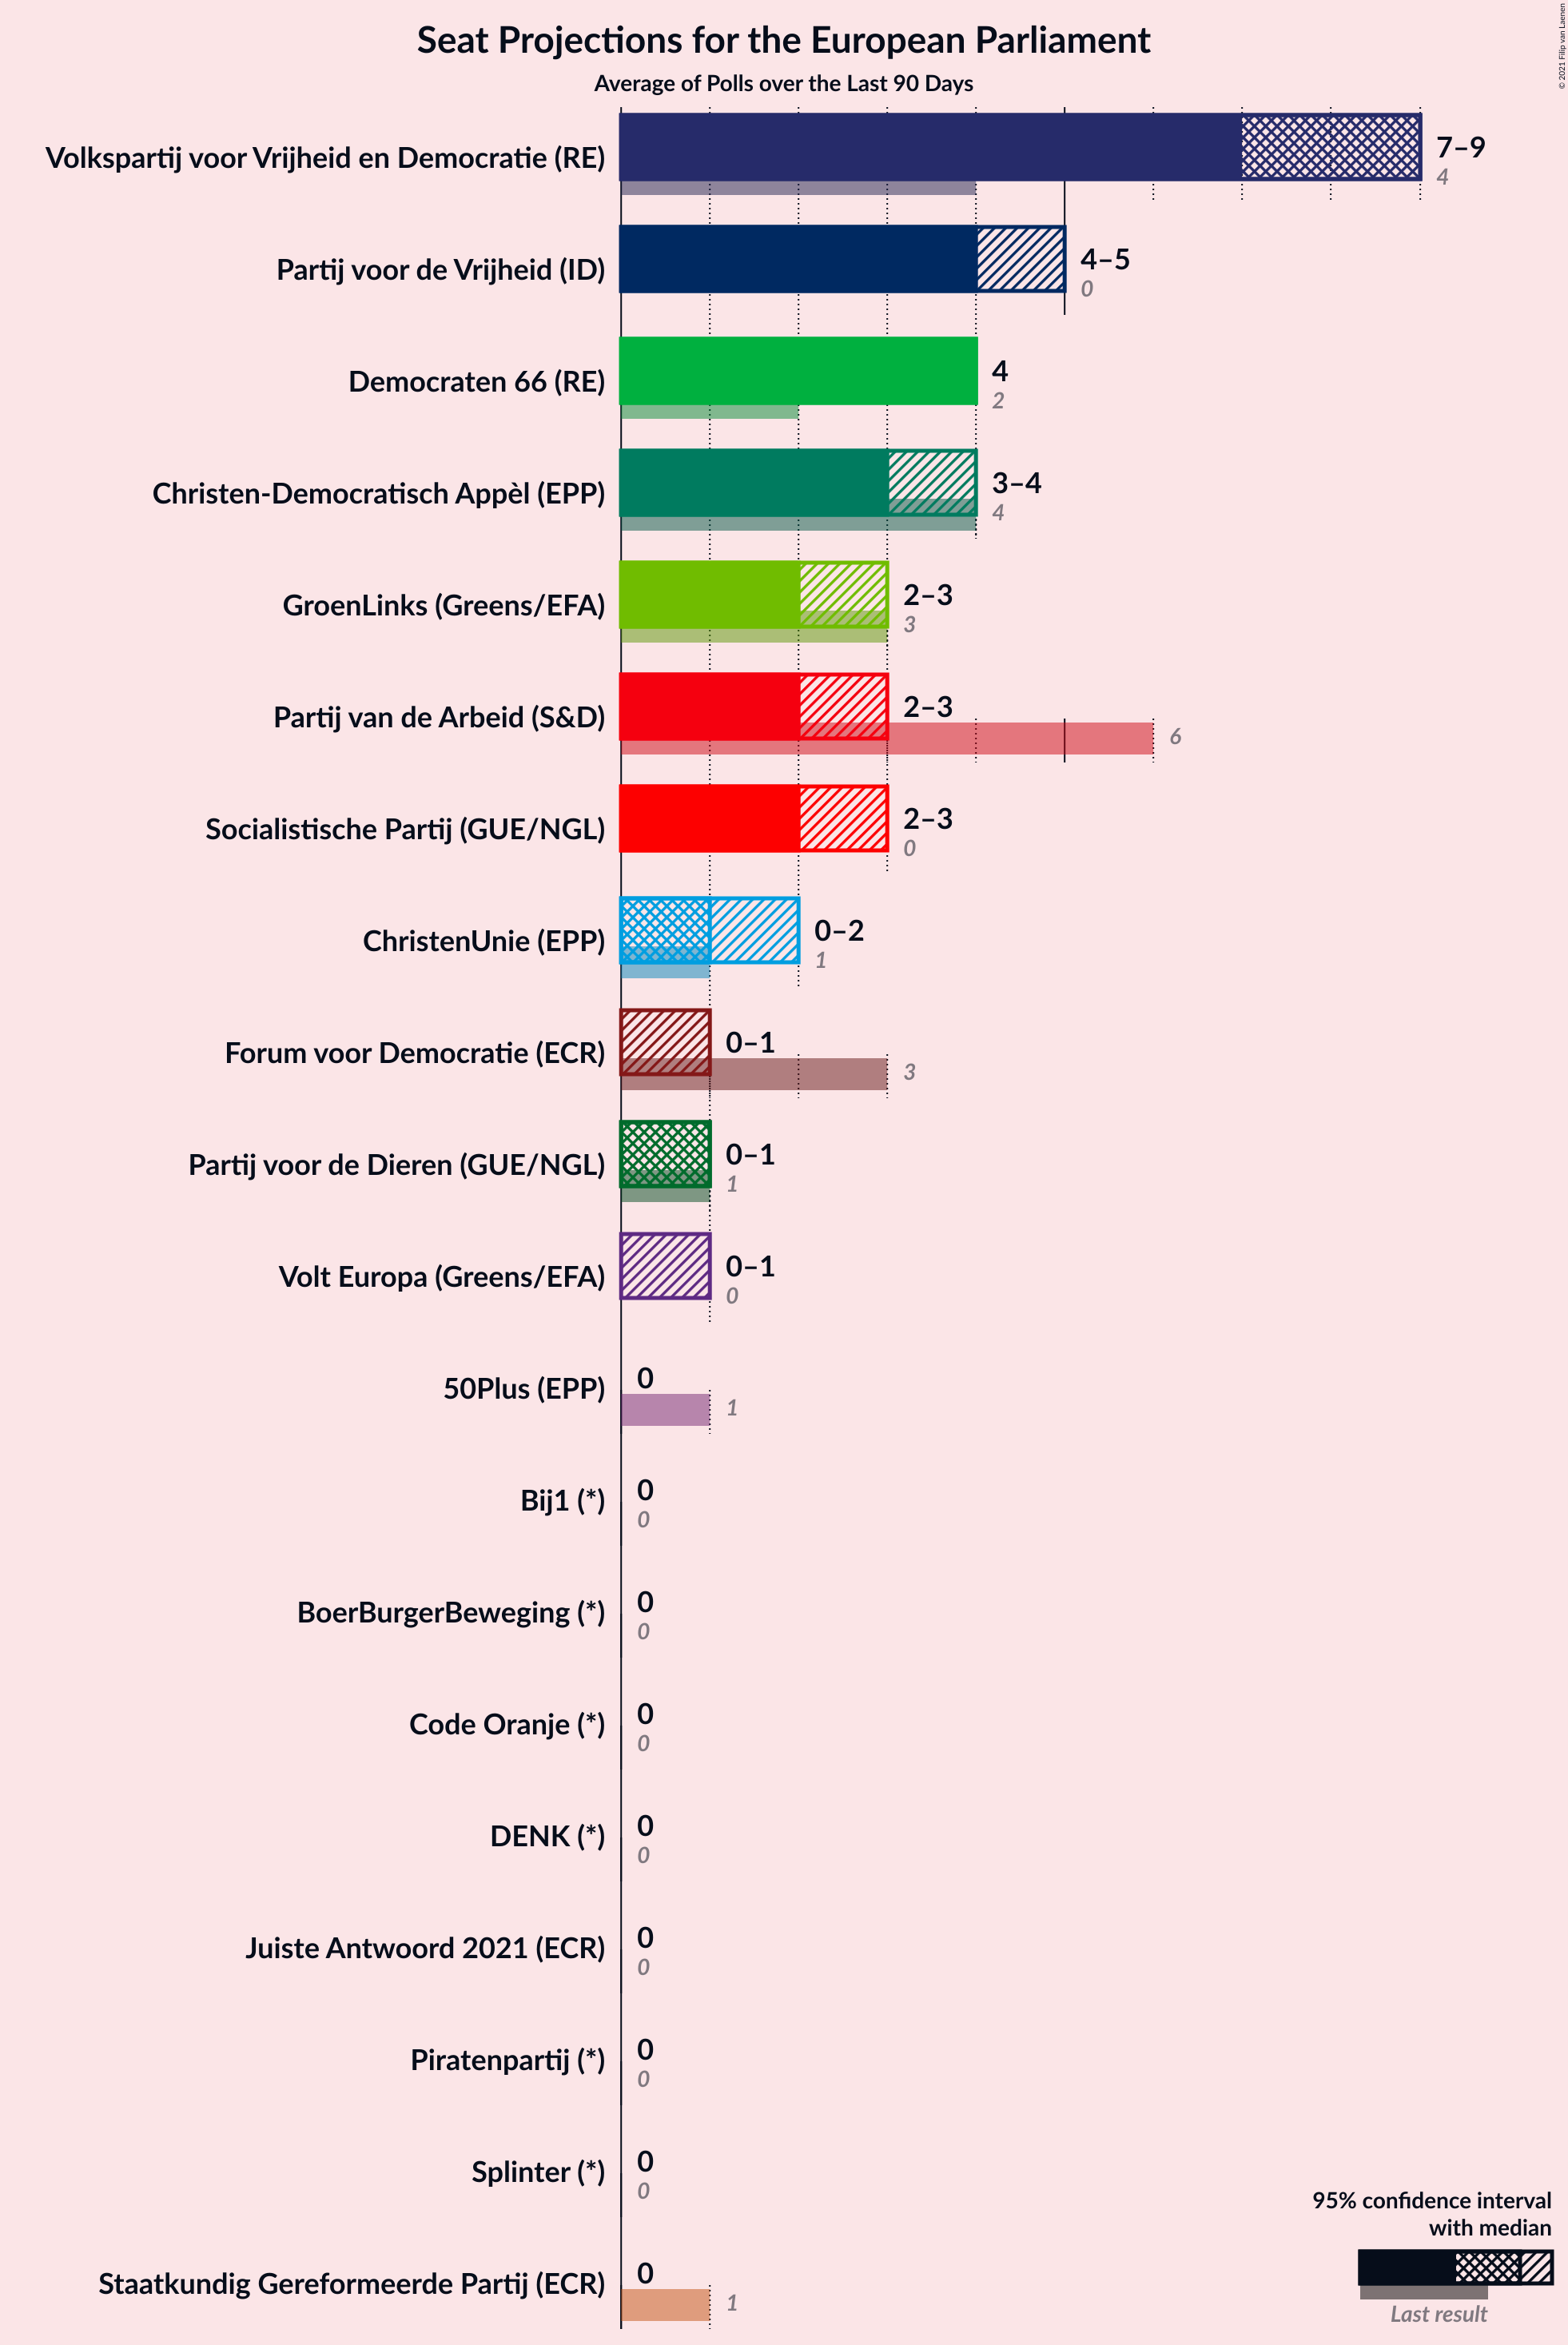 Seat Projections for the European Parliament
Average of Polls over the Last 90 Days
© 2021 Filip van Laenen
Volkspartij voor Vrijheid en Democratie (RE)
7–9
4
Partij voor de Vrijheid (ID)
4–5
0
Democraten 66 (RE)
4
2
Christen-Democratisch Appèl (EPP)
3–4
4
GroenLinks (Greens/EFA)
2–3
3
Partij van de Arbeid (S&D)
2–3
6
Socialistische Partij (GUE/NGL)
2–3
0
ChristenUnie (EPP)
0–2
1
Forum voor Democratie (ECR)
0–1
3
Partij voor de Dieren (GUE/NGL)
0–1
1
Volt Europa (Greens/EFA)
0–1
0
50Plus (EPP)
0
1
Bij1 (*)
0
0
BoerBurgerBeweging (*)
0
0
Code Oranje (*)
0
0
DENK (*)
0
0
Juiste Antwoord 2021 (ECR)
0
0
Piratenpartij (*)
0
0
Splinter (*)
0
0
Staatkundig Gereformeerde Partij (ECR)
0
1
95% confidence interval
with median
Last result